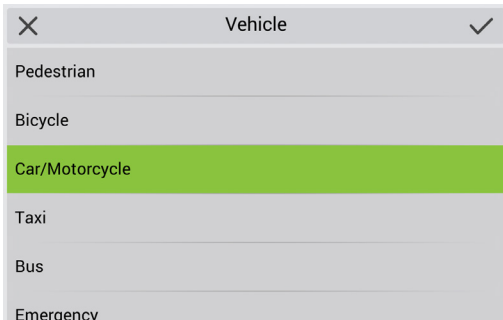 Vehicle
Pedestrian
Bicycle
Car/Motorcycle
Taxi
Bus
Emergency